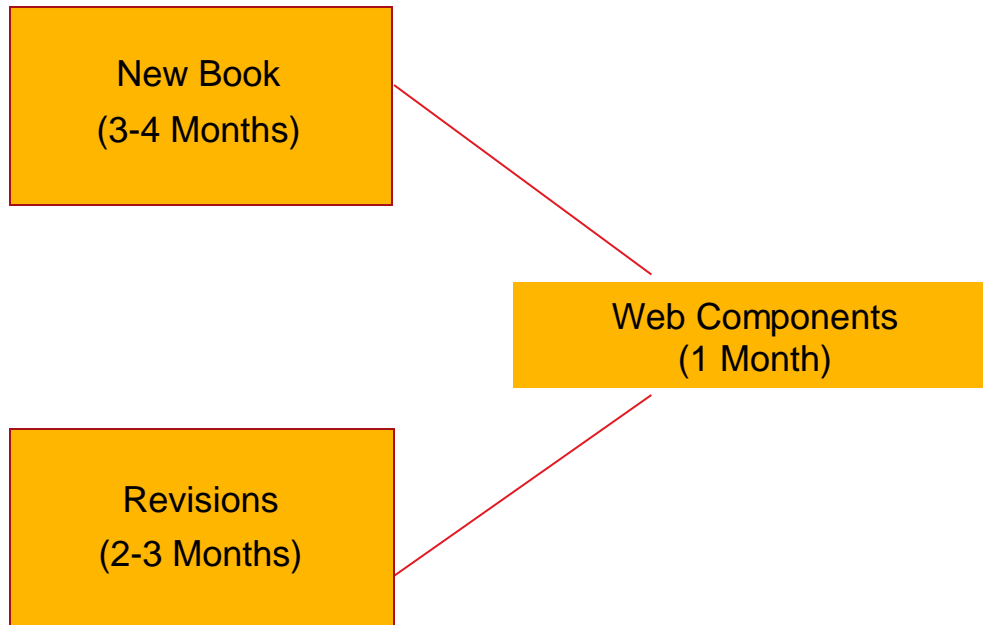 New Book
(3-4 Months)
Web Components
(1 Month)
Revisions
(2-3 Months)